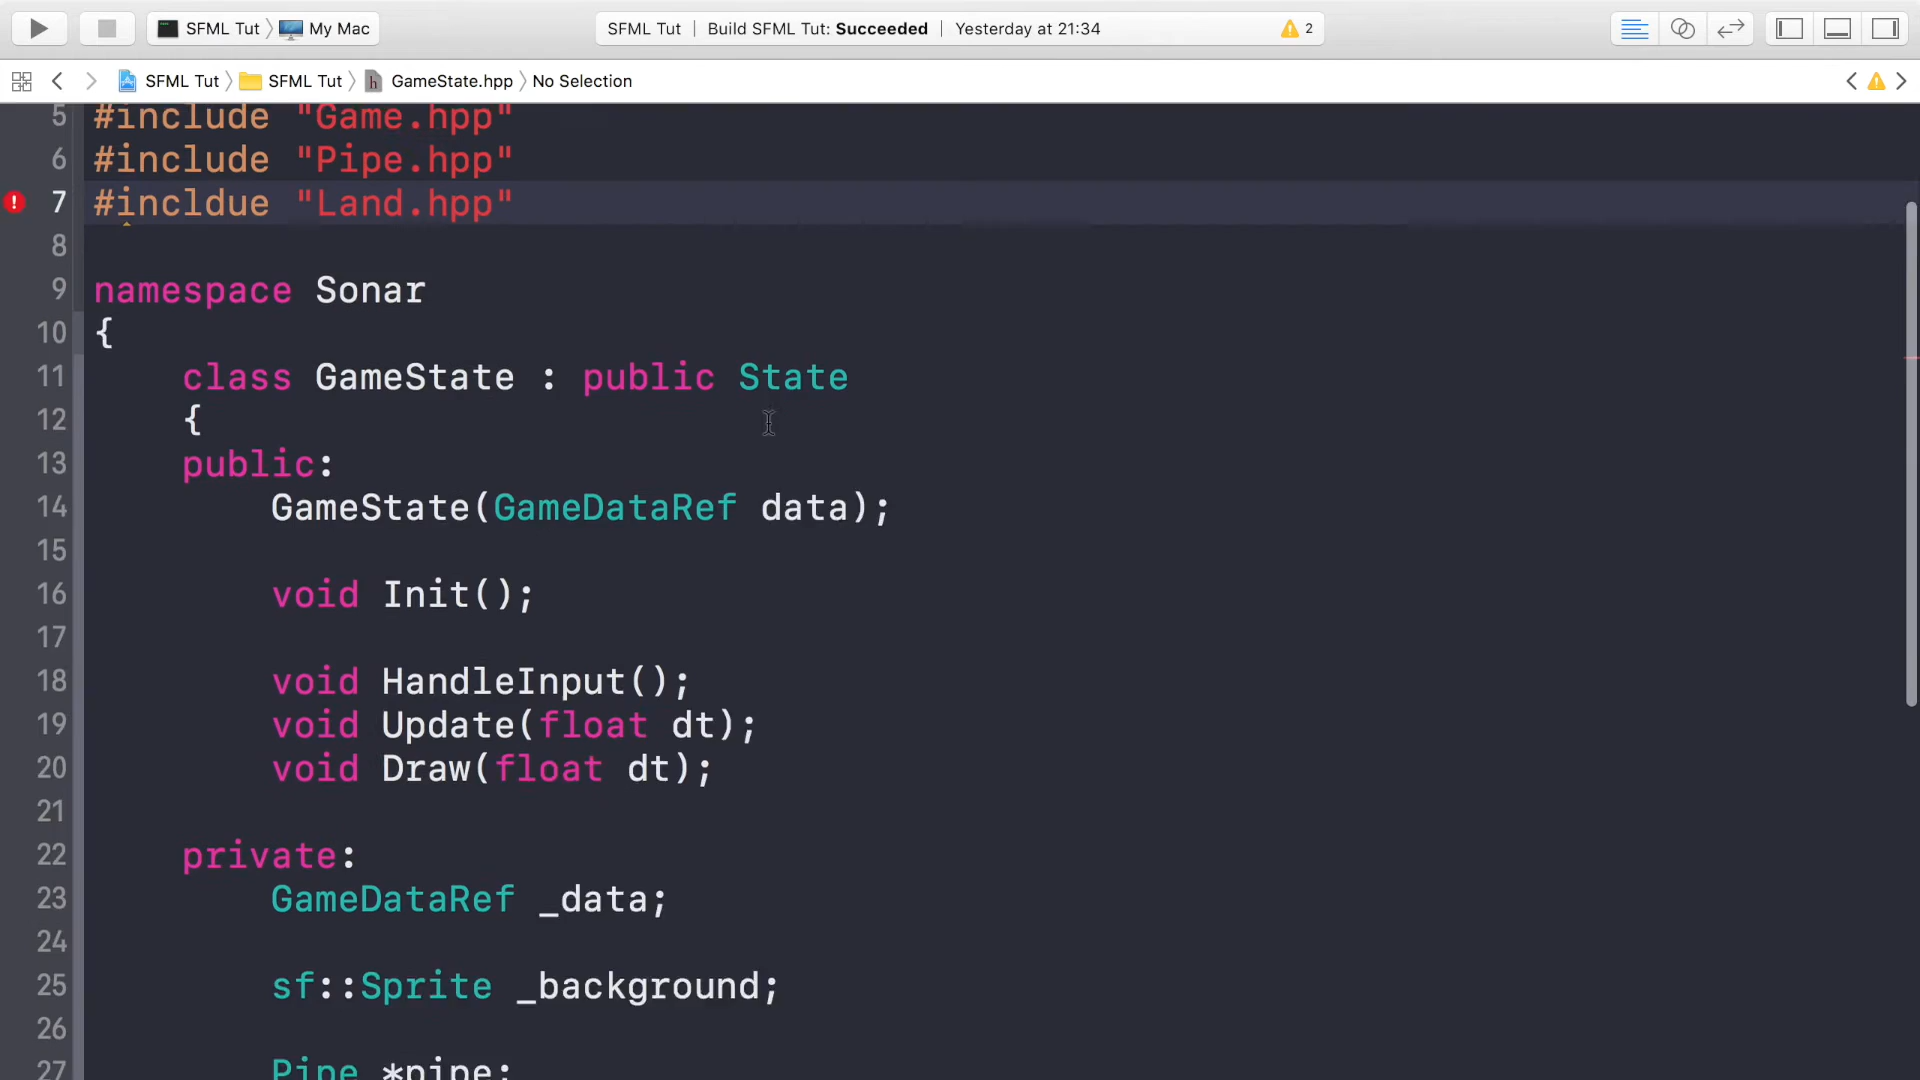 SFML Tut My Mac SFML Tut Build SFML Tut: Succeeded Yesterday at 21:34 2
SFML Tut SFML Tut h GameState.hpp No Selection
5 #include "Game.hpp"
6 #include "Pipe.hpp"
7 #incldue "Land.hpp"
8
9 namespace Sonar
10 {
11 class GameState : public State
12 {
13 public:
14 GameState(GameDataRef data);
15
16 void Init();
17
18 void HandleInput();
19 void Update(float dt);
20 void Draw(float dt);
21
22 private:
23 GameDataRef _data;
24
25 sf::Sprite _background;
26
27 Pipe *pipe;